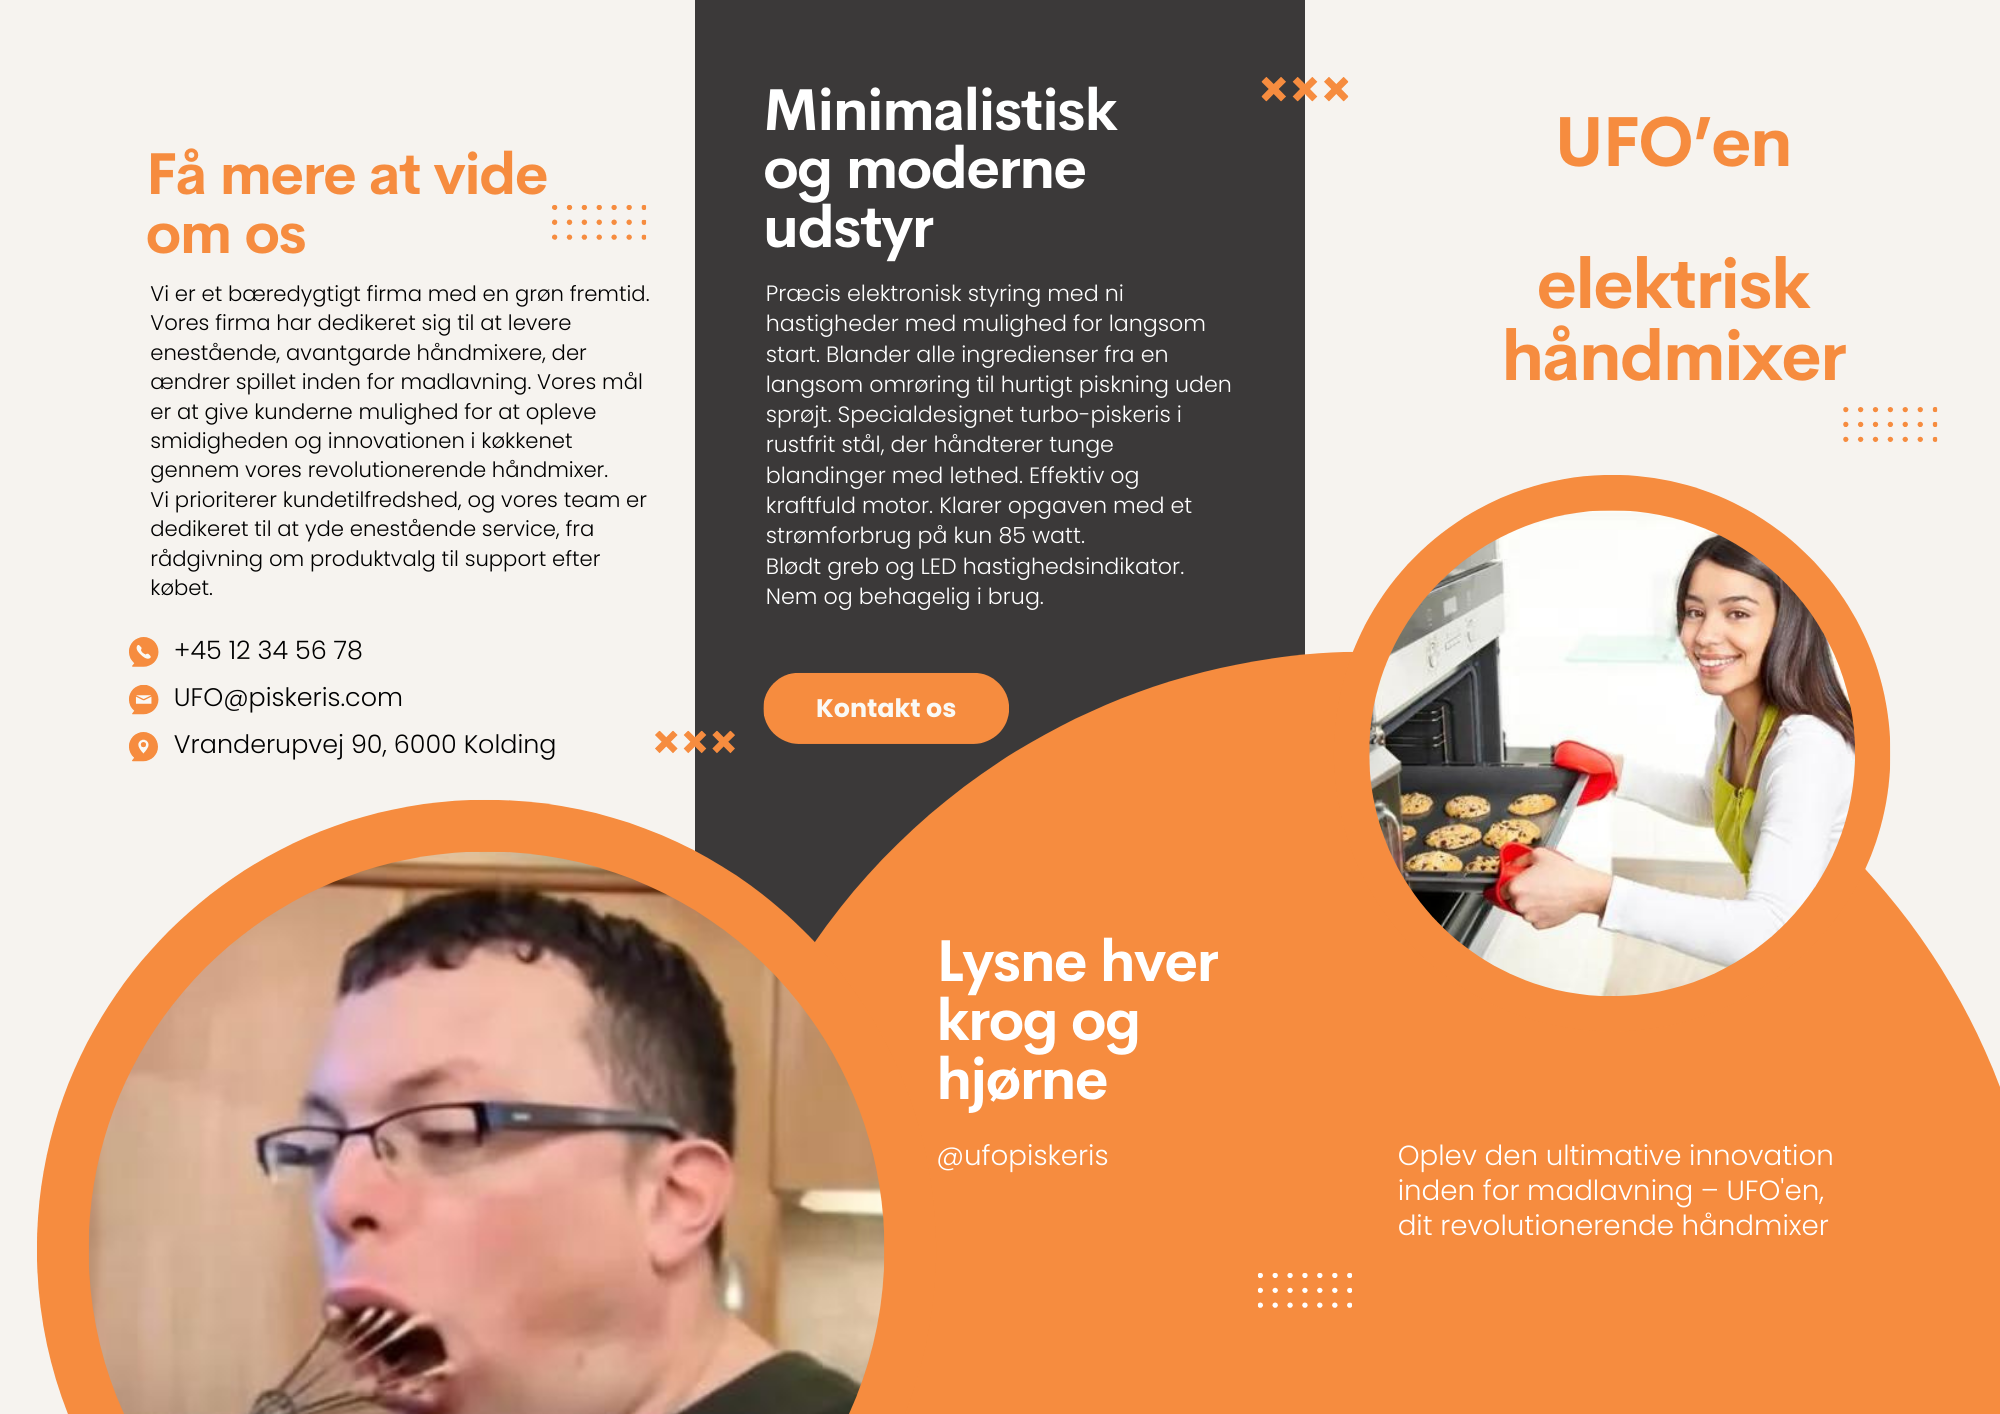 Få mere at vide
om os
Vi er et bæredygtigt firma med en grøn fremtid.
Vores firma har dedikeret sig til at levere
enestående, avantgarde håndmixere, der
ændrer spillet inden for madlavning. Vores mål
er at give kunderne mulighed for at opleve
smidigheden og innovationen i køkkenet
gennem vores revolutionerende håndmixer.
Vi prioriterer kundetilfredshed, og vores team er
dedikeret til at yde enestående service, fra
rådgivning om produktvalg til support efter
købet.
+45 12 34 56 78
UFO@piskeris.com
Vranderupvej 90, 6000 Kolding
Minimalistisk
og moderne
udstyr
Præcis elektronisk styring med ni
hastigheder med mulighed for langsom
start. Blander alle ingredienser fra en
langsom omrøring til hurtigt piskning uden
sprøjt. Specialdesignet turbo-piskeris i
rustfrit stål, der håndterer tunge
blandinger med lethed. Effektiv og
kraftfuld motor. Klarer opgaven med et
strømforbrug på kun 85 watt.
Blødt greb og LED hastighedsindikator.
Nem og behagelig i brug.
Kontakt os
Lysne hver
krog og
hjørne
@ufopiskeris
UFO'en
elektrisk
håndmixer
Oplev den ultimative innovation
inden for madlavning – UFO'en,
dit revolutionerende håndmixer